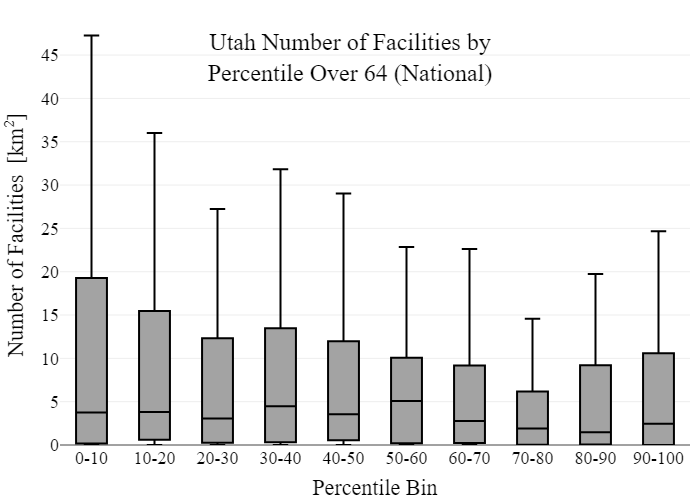 Utah Number of Facilities by
Percentile Over 64 (National)
Number of Facilities [km²]
45
40
35
30
25
20
15
10
5
0
0-10 10-20 20-30 30-40 40-50 50-60 60-70 70-80 80-90 90-100
Percentile Bin